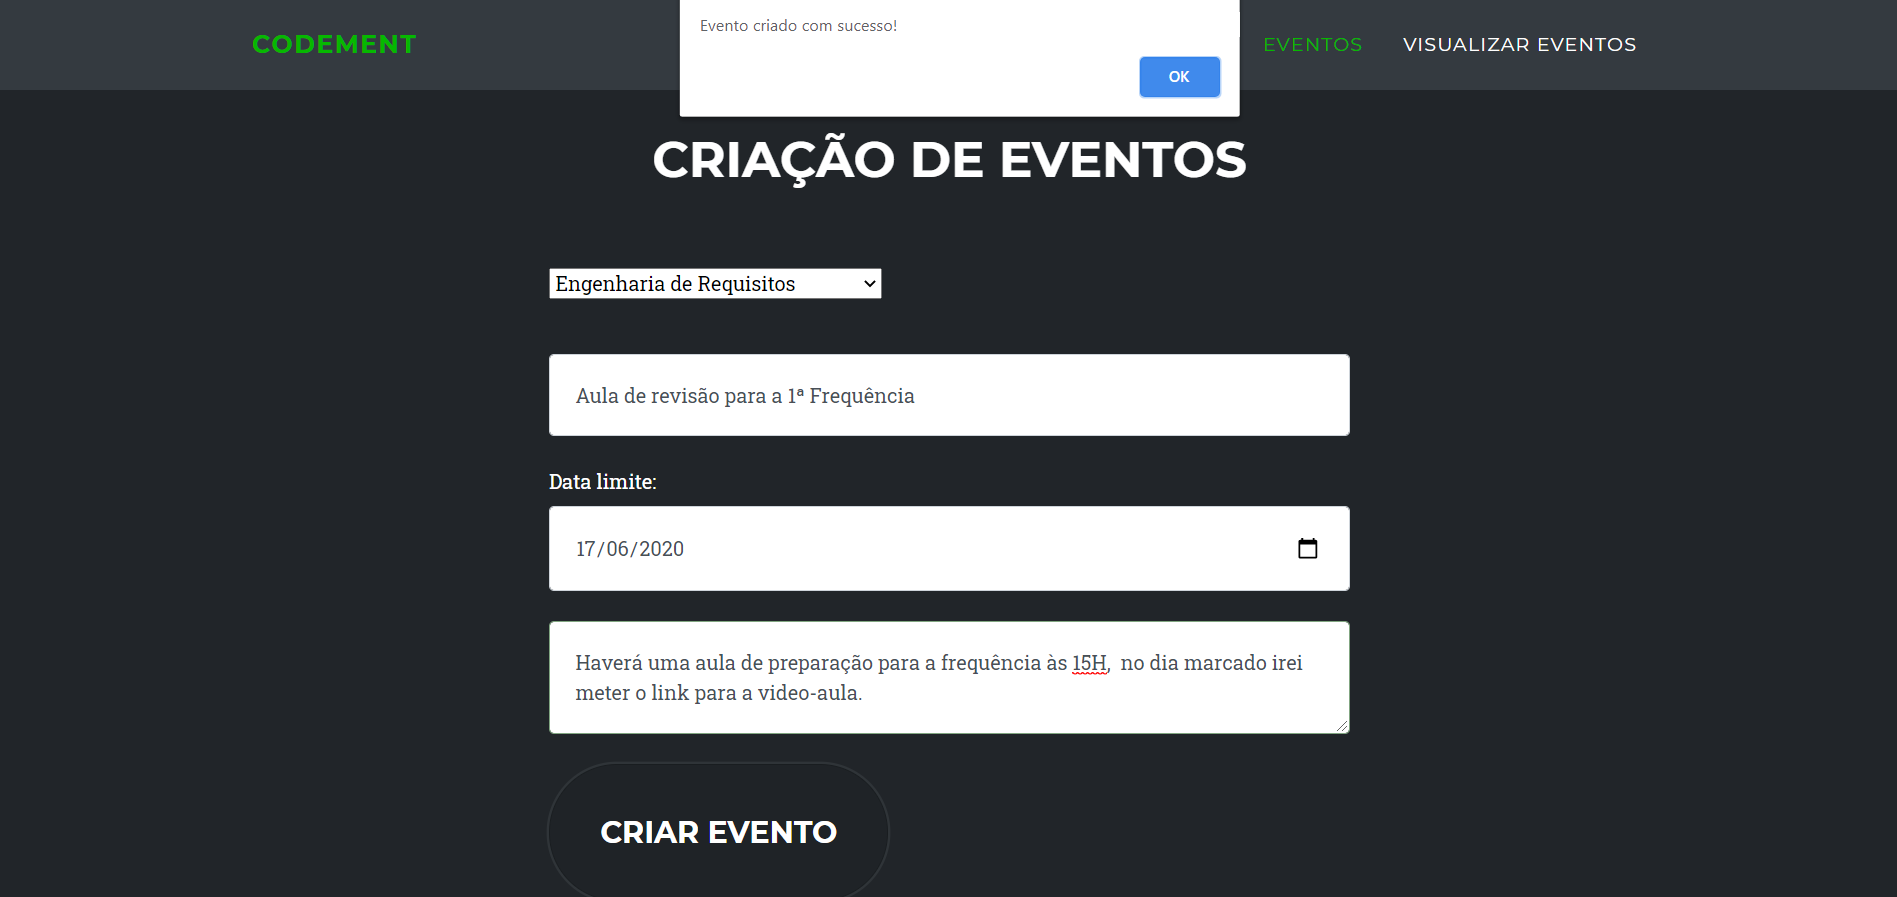 CODEMENT
Evento criado com sucesso!
OK
EVENTOS
VISUALIZAR EVENTOS
CRIAÇÃO DE EVENTOS
Engenharia de Requisitos
Aula de revisão para a 1ª Frequência
Data limite:
17/06/2020
Haverá uma aula de preparação para a frequência às 15H,  no dia marcado irei
meter o link para a video-aula.
CRIAR EVENTO